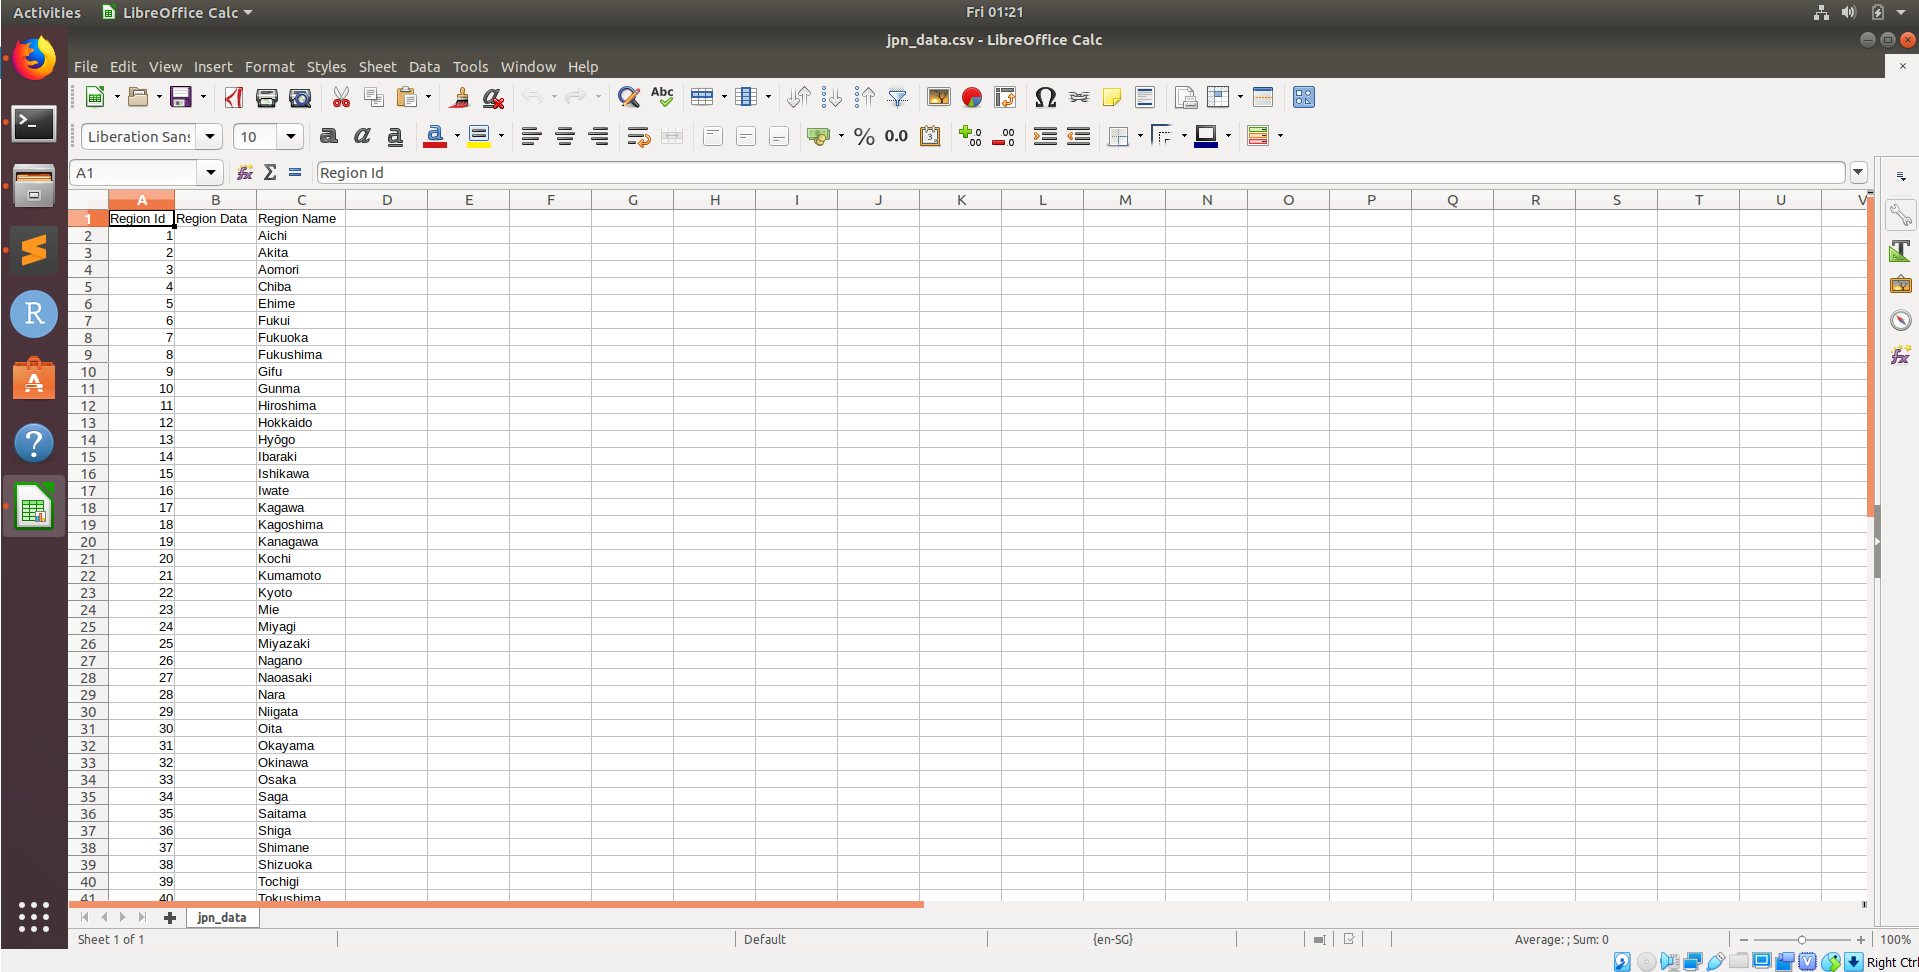 Activities LibreOffice Calc Fri 01:21
jpn_data.csv - LibreOffice Calc
File Edit View Insert Format Styles Sheet Data Tools Window Help
Liberation Sans 10
A1 Region Id
A B C D E F G H I J K L M N O P Q R S T U V
1 Region Id Region Data Region Name
2 1 Aichi
3 2 Akita
4 3 Aomori
5 4 Chiba
6 5 Ehime
7 6 Fukui
8 7 Fukuoka
9 8 Fukushima
10 9 Gifu
11 10 Gunma
12 11 Hiroshima
13 12 Hokkaido
14 13 Hyōgo
15 14 Ibaraki
16 15 Ishikawa
17 16 Iwate
18 17 Kagawa
19 18 Kagoshima
20 19 Kanagawa
21 20 Kochi
22 21 Kumamoto
23 22 Kyoto
24 23 Mie
25 24 Miyagi
26 25 Miyazaki
27 26 Nagano
28 27 Naoasaki
29 28 Nara
30 29 Niigata
31 30 Oita
32 31 Okayama
33 32 Okinawa
34 33 Osaka
35 34 Saga
36 35 Saitama
37 36 Shiga
38 37 Shimane
39 38 Shizuoka
40 39 Tochigi
41 40 Tokushima
jpn_data
Sheet 1 of 1 Default {en-SG} Average: ; Sum: 0 100%
Right Ctrl